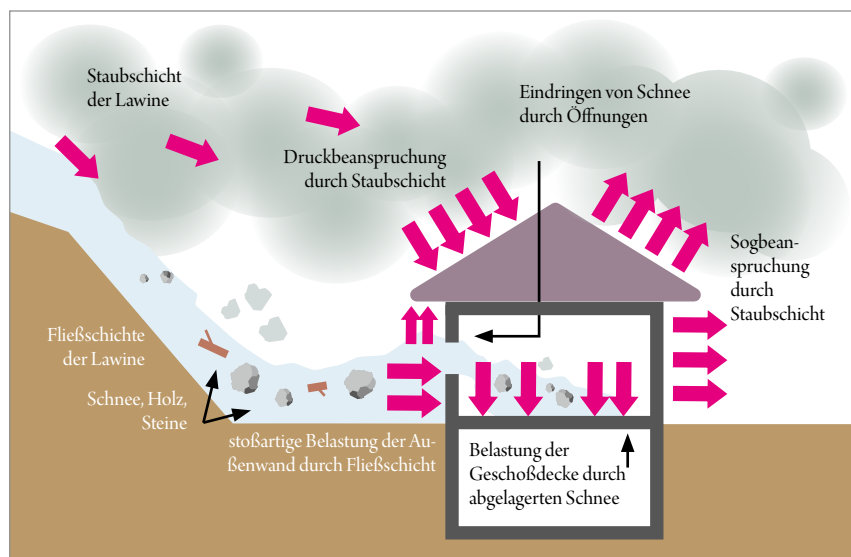 Staubschicht
der Lawine
Eindringen von Schnee
durch Öffnungen
Druckbeanspruchung
durch Staubschicht
Sogbean-
spruchung
durch
Staubschicht
Fließschichte
der Lawine
Schnee, Holz,
Steine
stoßartige Belastung der Au-
ßenwand durch Fließschicht
Belastung der
Geschoßdecke durch
abgelagerten Schnee